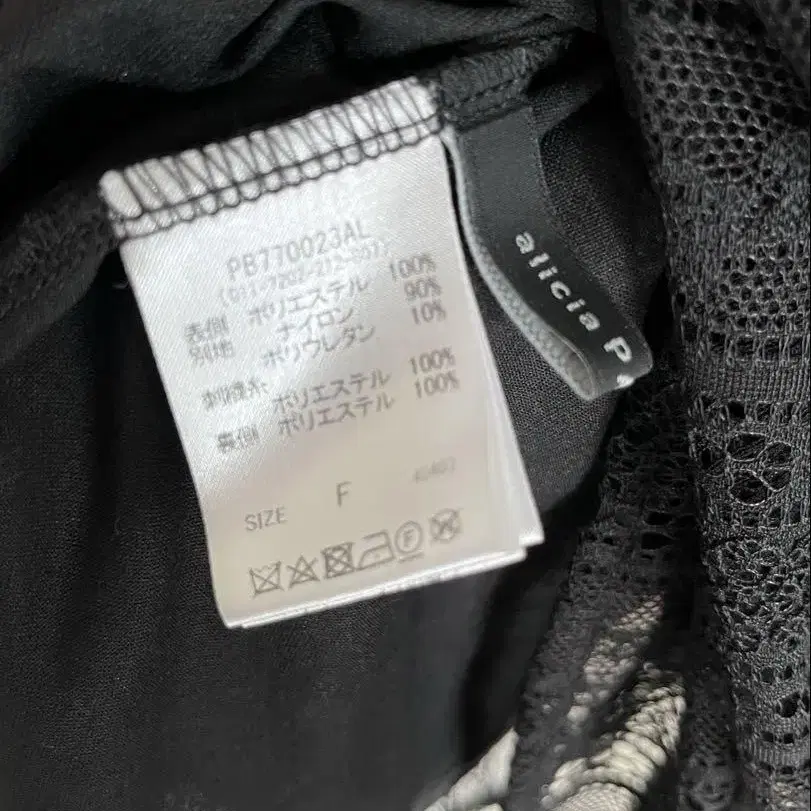 PB770023AL
表側 ポリエステル 100%
別地 ナイロン 90%
ポリウレタン 10%
刺繍糸
ポリエステル 100%
裏側 ポリエステル 100%
SIZE F
F
alicia P